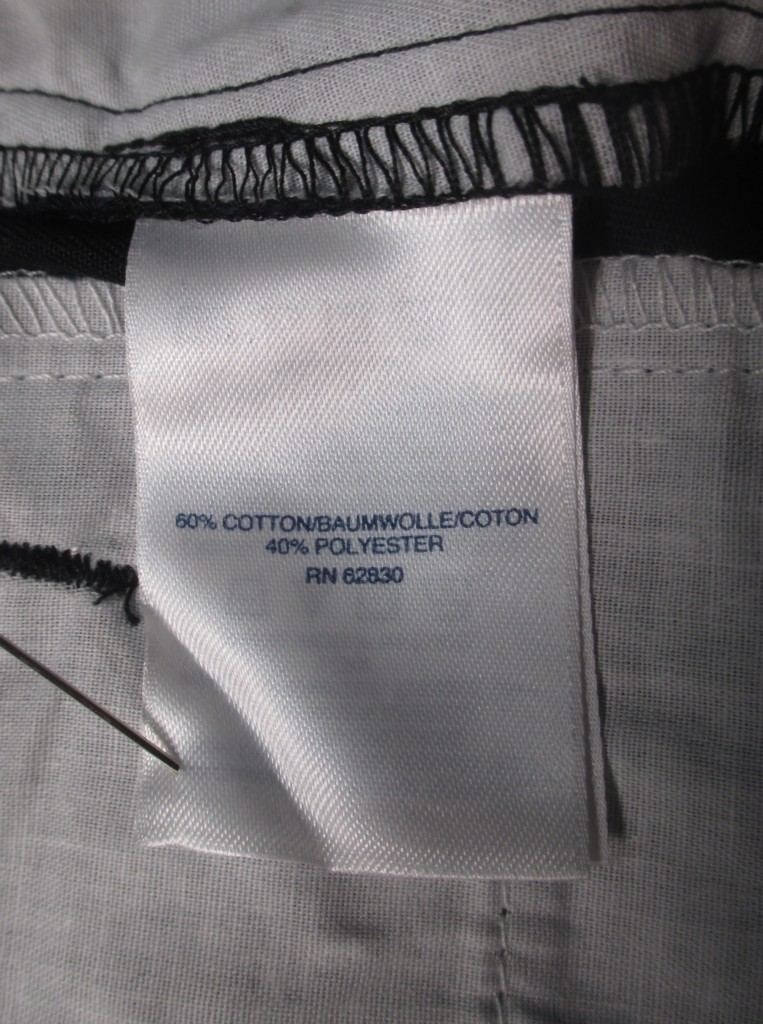 60% COTTON/BAUMWOLLE/COTON
40% POLYESTER
RN 62830